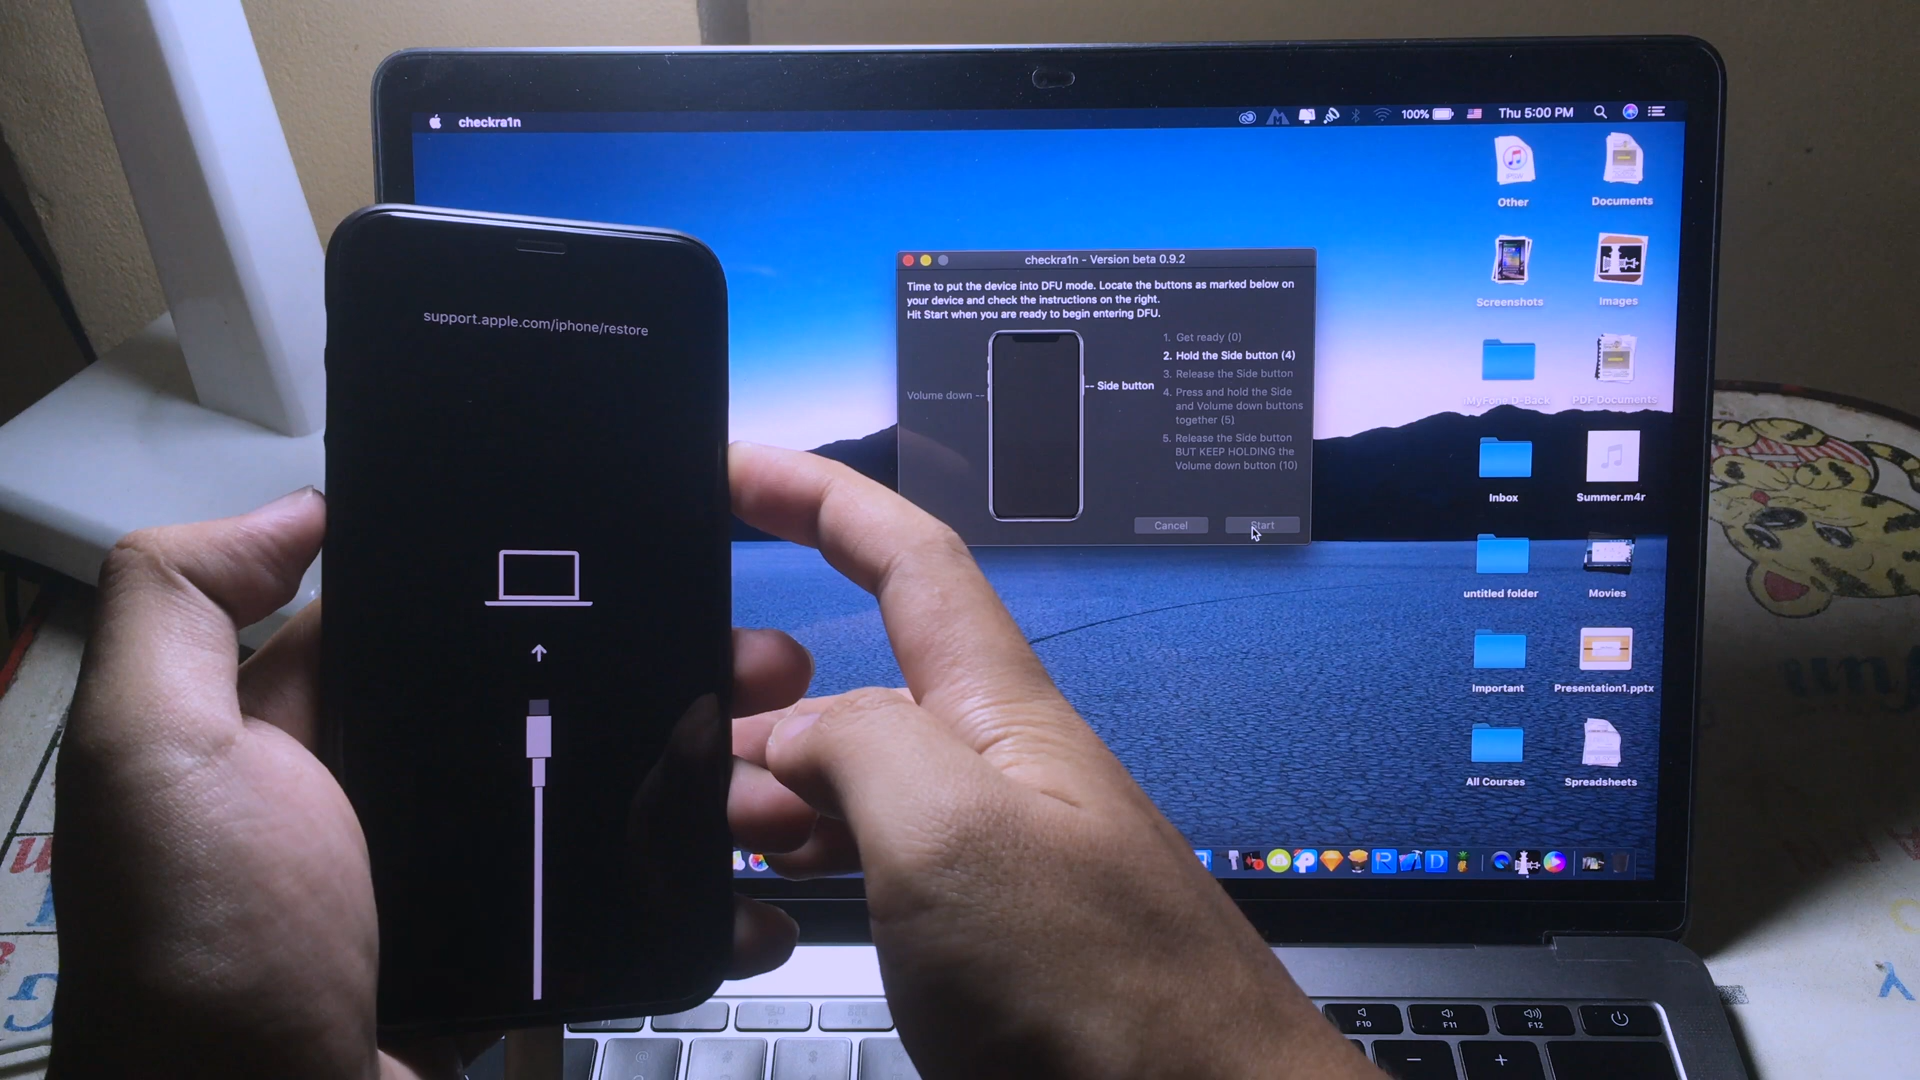 checkra1n
100%
Thu 5:00 PM
support.apple.com/iphone/restore
checkra1n - Version beta 0.9.2
Time to put the device into DFU mode. Locate the buttons as marked below on
your device and check the instructions on the right.
Hit Start when you are ready to begin entering DFU.
Volume down --
-- Side button
1. Get ready (0)
2. Hold the Side button (4)
3. Release the Side button
4. Press and hold the Side
and Volume down buttons
together (5)
5. Release the Side button
BUT KEEP HOLDING the
Volume down button (10)
Cancel
Start
Other
Documents
Screenshots
Images
iMyFone D-Back
PDF Documents
Inbox
Summer.m4r
untitled folder
Movies
Important
Presentation1.pptx
All Courses
Spreadsheets
F10
F11
F12